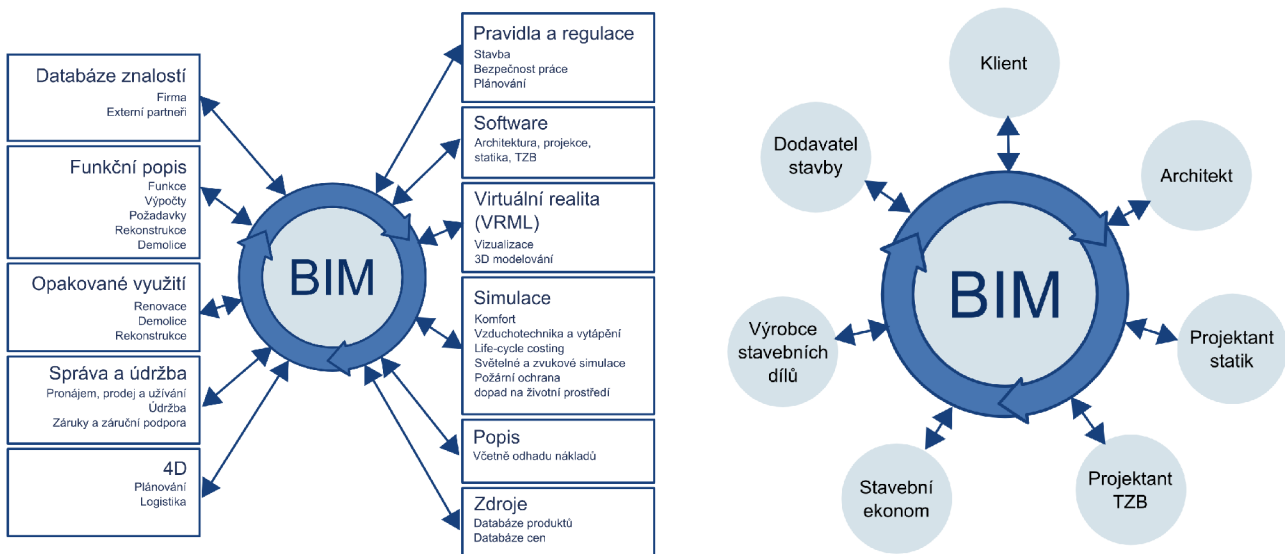 Databáze znalostí
Firma
Externí partneři
Funkční popis
Funkce
Výpočty
Požadavky
Rekonstrukce
Demolice
Opakované využití
Renovace
Demolice
Rekonstrukce
Správa a údržba
Pronájem, prodej a užívání
Údržba
Záruky a záruční podpora
4D
Plánování
Logistika
BIM
Pravidla a regulace
Stavba
Bezpečnost práce
Plánování
Software
Architektura, projekce,
statika, TZB
Virtuální realita
(VRML)
Vizualizace
3D modelování
Simulace
Komfort
Vzduchotechnika a vytápění
Life-cycle costing
Světelné a zvukové simulace
Požární ochrana
dopad na životní prostředí
Popis
Včetně odhadu nákladů
Zdroje
Databáze produktů
Databáze cen
Klient
Dodavatel
stavby
Architekt
BIM
Výrobce
stavebních
dílů
Projektant
statik
Stavební
ekonom
Projektant
TZB